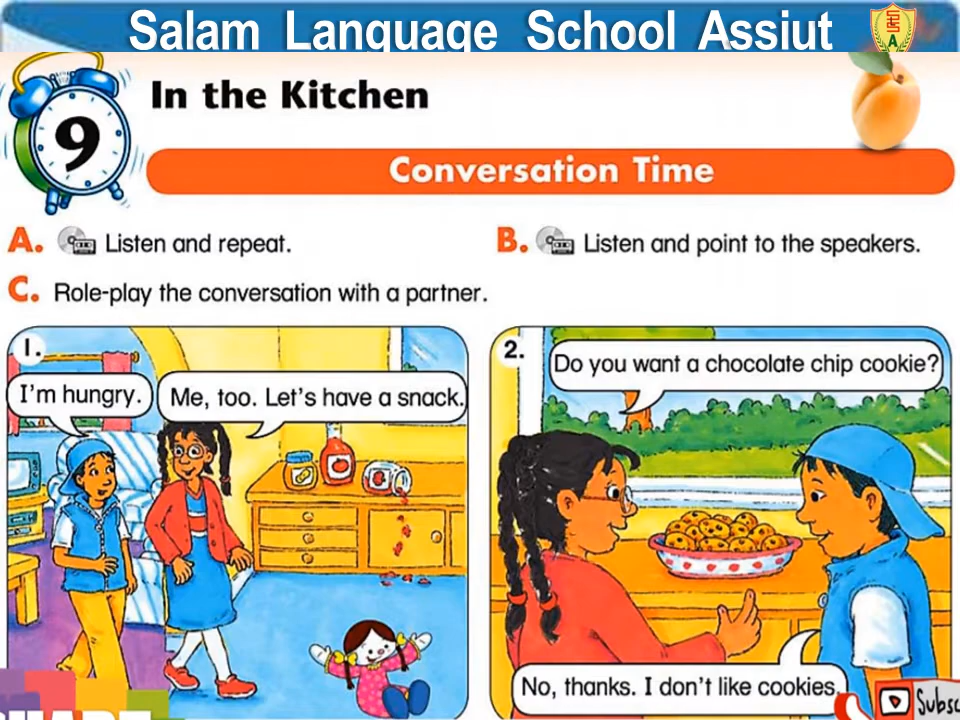 Salam Language School Assiut
9
In the Kitchen
Conversation Time
A. Listen and repeat.
B. Listen and point to the speakers.
C. Role-play the conversation with a partner.
1.
I'm hungry.
Me, too. Let's have a snack.
2.
Do you want a chocolate chip cookie?
No, thanks. I don't like cookies.